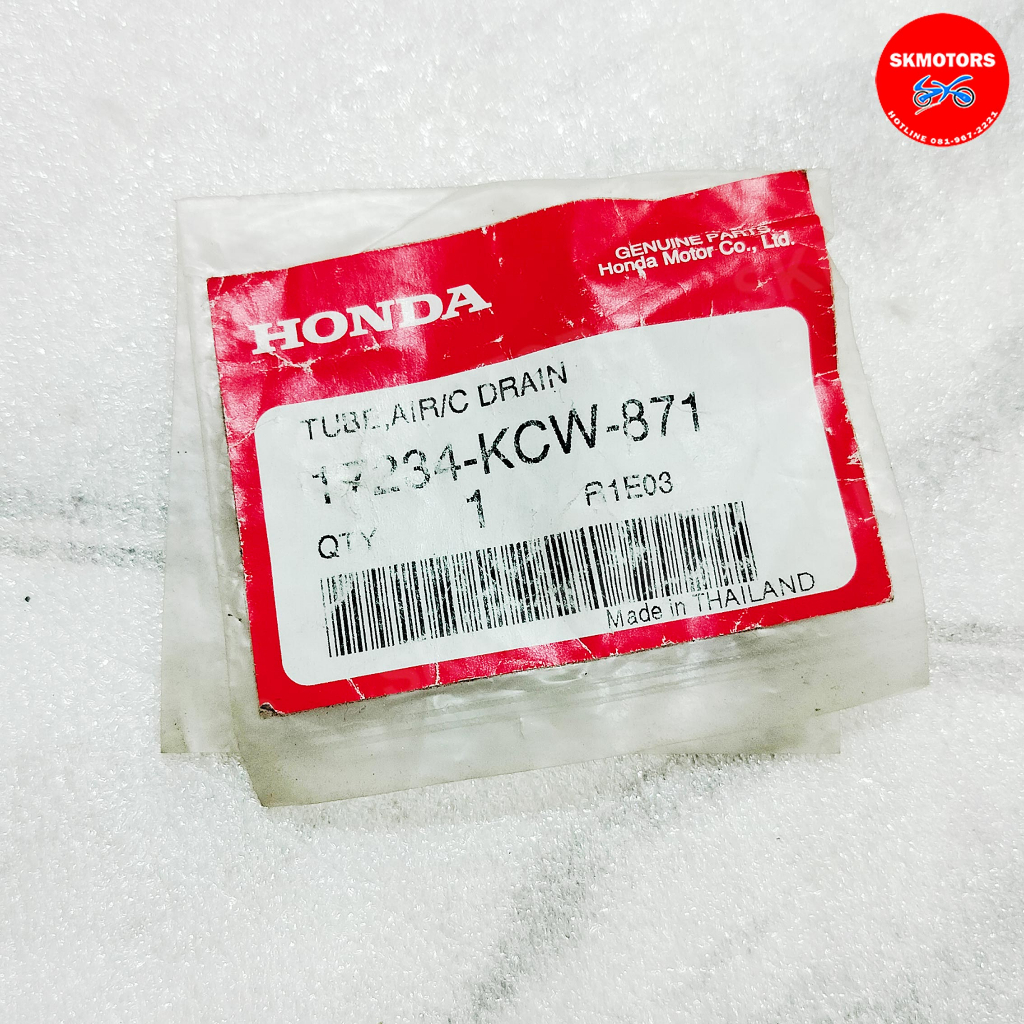 SKMOTORS
HOTLINE 081-967-2221
GENUINE PARTS
Honda Motor Co., Ltd.
HONDA
TUBE,AIR/C DRAIN
17234-KCW-871
QTY 1 R1E03
Made in THAILAND